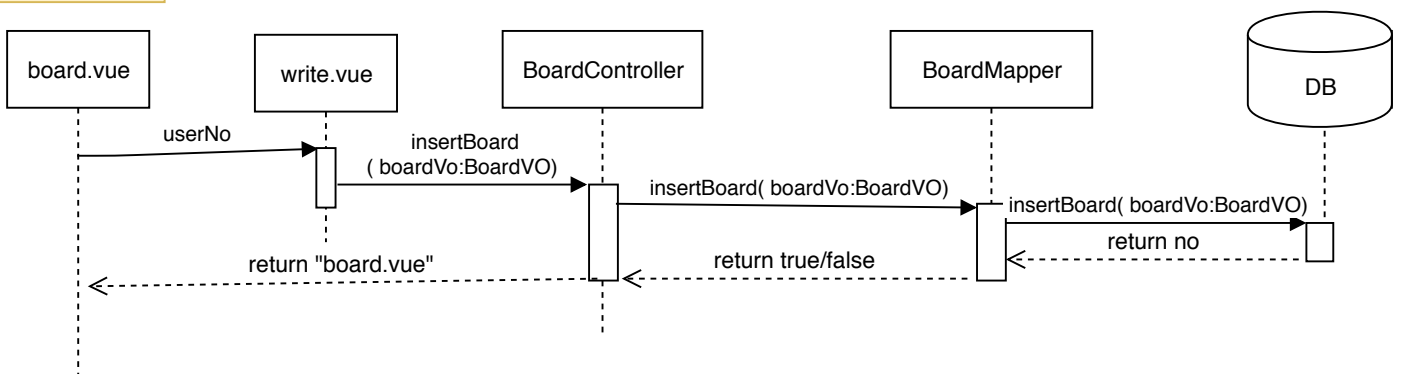 board.vue
write.vue
BoardController
BoardMapper
DB
userNo
insertBoard
( boardVo:BoardVO)
insertBoard( boardVo:BoardVO)
insertBoard( boardVo:BoardVO)
return no
return true/false
return "board.vue"